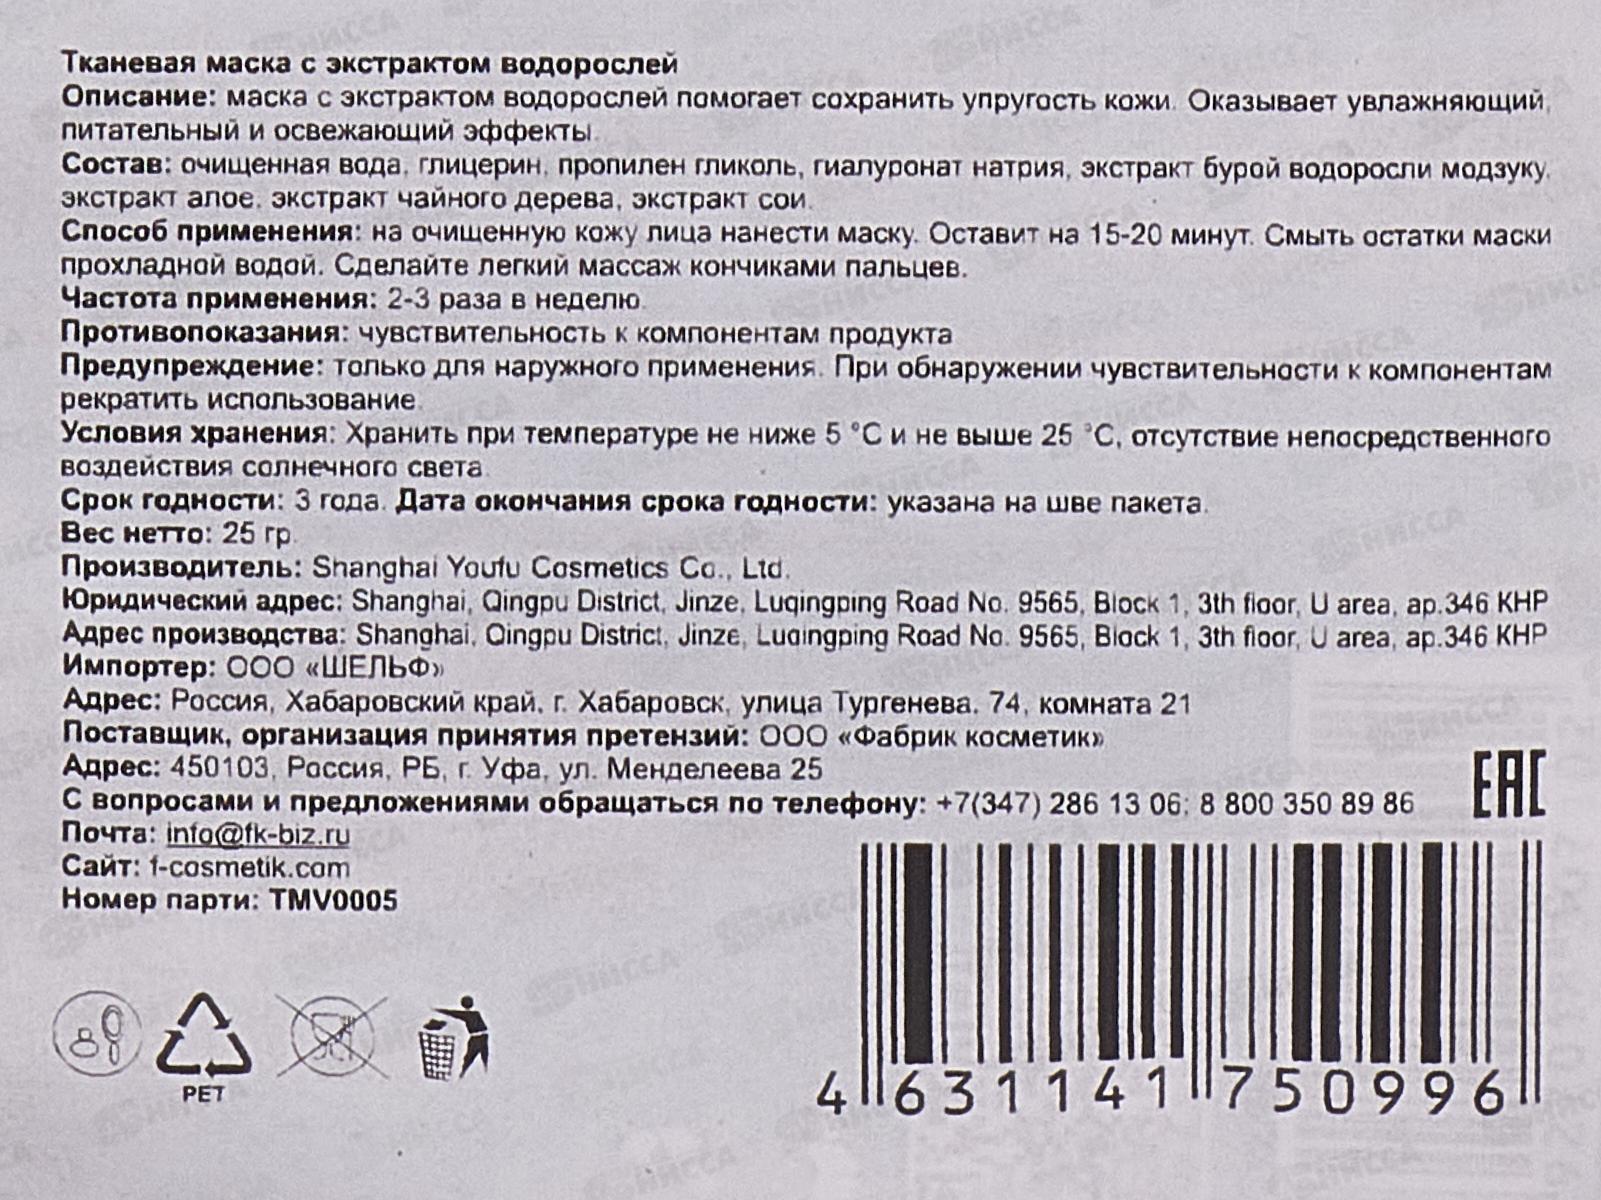 Тканевая маска с экстрактом водорослей
Описание: маска с экстрактом водорослей помогает сохранить упругость кожи. Оказывает увлажняющий,
питательный и освежающий эффекты.
Состав: очищенная вода, глицерин, пропилен гликоль, гиалуронат натрия, экстракт бурой водоросли модзуку,
экстракт алое, экстракт чайного дерева, экстракт сои.
Способ применения: на очищенную кожу лица нанести маску. Оставит на 15-20 минут. Смыть остатки маски
прохладной водой. Сделайте легкий массаж кончиками пальцев.
Частота применения: 2-3 раза в неделю.
Противопоказания: чувствительность к компонентам продукта
Предупреждение: только для наружного применения. При обнаружении чувствительности к компонентам
рекратить использование.
Условия хранения: Хранить при температуре не ниже 5 °С и не выше 25 °С, отсутствие непосредственного
воздействия солнечного света.
Срок годности: 3 года. Дата окончания срока годности: указана на шве пакета.
Вес нетто: 25 гр.
Производитель: Shanghai Youfu Cosmetics Co., Ltd.
Юридический адрес: Shanghai, Qingpu District, Jinze, Luqingping Road No. 9565, Block 1, 3th floor, U area, ap.346 КНР
Адрес производства: Shanghai, Qingpu District, Jinze, Luqingping Road No. 9565, Block 1, 3th floor, U area, ap.346 КНР
Импортер: ООО «ШЕЛЬФ»
Адрес: Россия, Хабаровский край, г. Хабаровск, улица Тургенева, 74, комната 21
Поставщик, организация принятия претензий: ООО «Фабрик косметик»
Адрес: 450103, Россия, РБ, г. Уфа, ул. Менделеева 25
С вопросами и предложениями обращаться по телефону: +7(347) 286 13 06; 8 800 350 89 86
Почта: info@fk-biz.ru
Сайт: f-cosmetik.com
Номер парти: TMV0005
EAC
PET
4 631141 750996